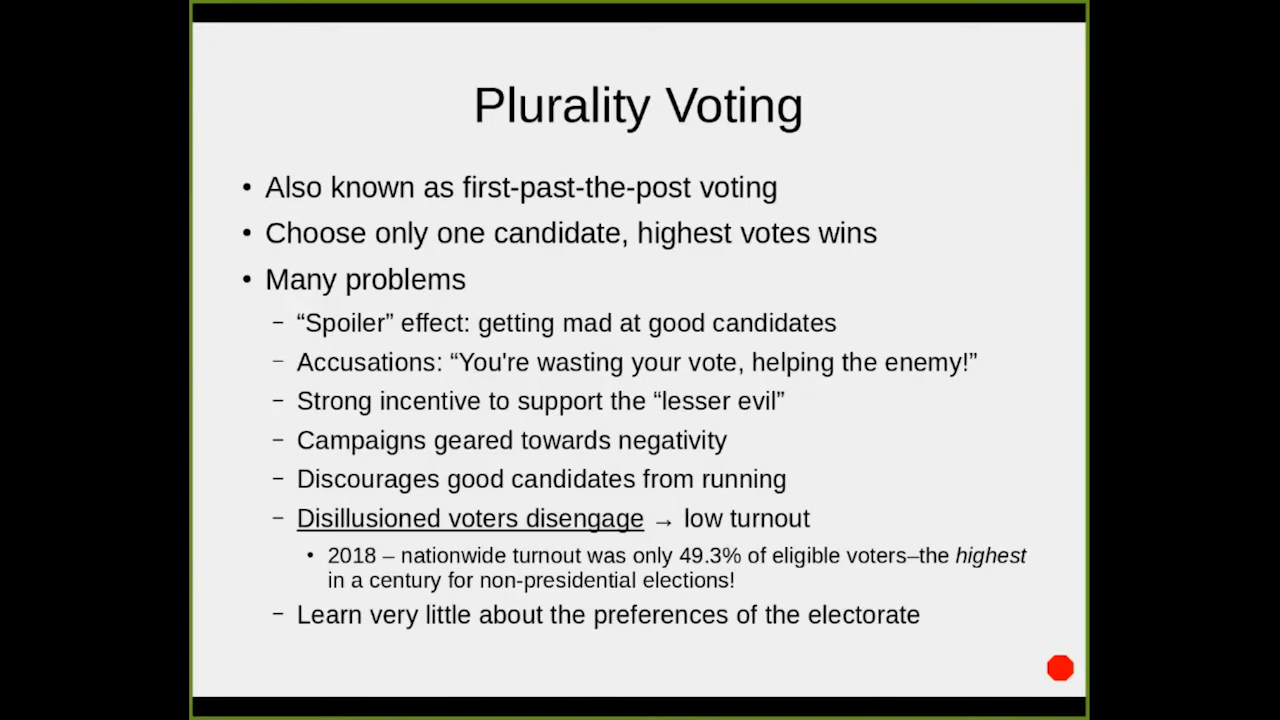 Plurality Voting
• Also known as first-past-the-post voting
• Choose only one candidate, highest votes wins
• Many problems
– “Spoiler” effect: getting mad at good candidates
– Accusations: “You're wasting your vote, helping the enemy!”
– Strong incentive to support the “lesser evil”
– Campaigns geared towards negativity
– Discourages good candidates from running
– Disillusioned voters disengage → low turnout
• 2018 – nationwide turnout was only 49.3% of eligible voters–the highest
in a century for non-presidential elections!
– Learn very little about the preferences of the electorate